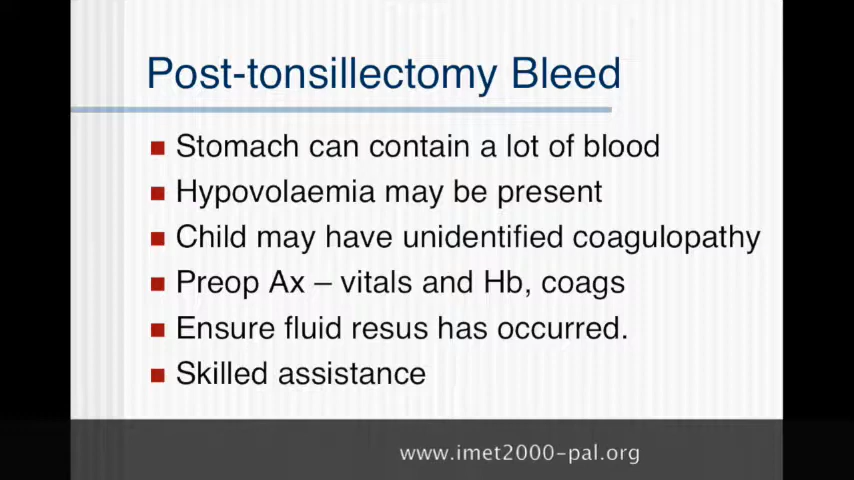 Post-tonsillectomy Bleed
Stomach can contain a lot of blood
Hypovolaemia may be present
Child may have unidentified coagulopathy
Preop Ax – vitals and Hb, coags
Ensure fluid resus has occurred.
Skilled assistance
www.imet2000-pal.org